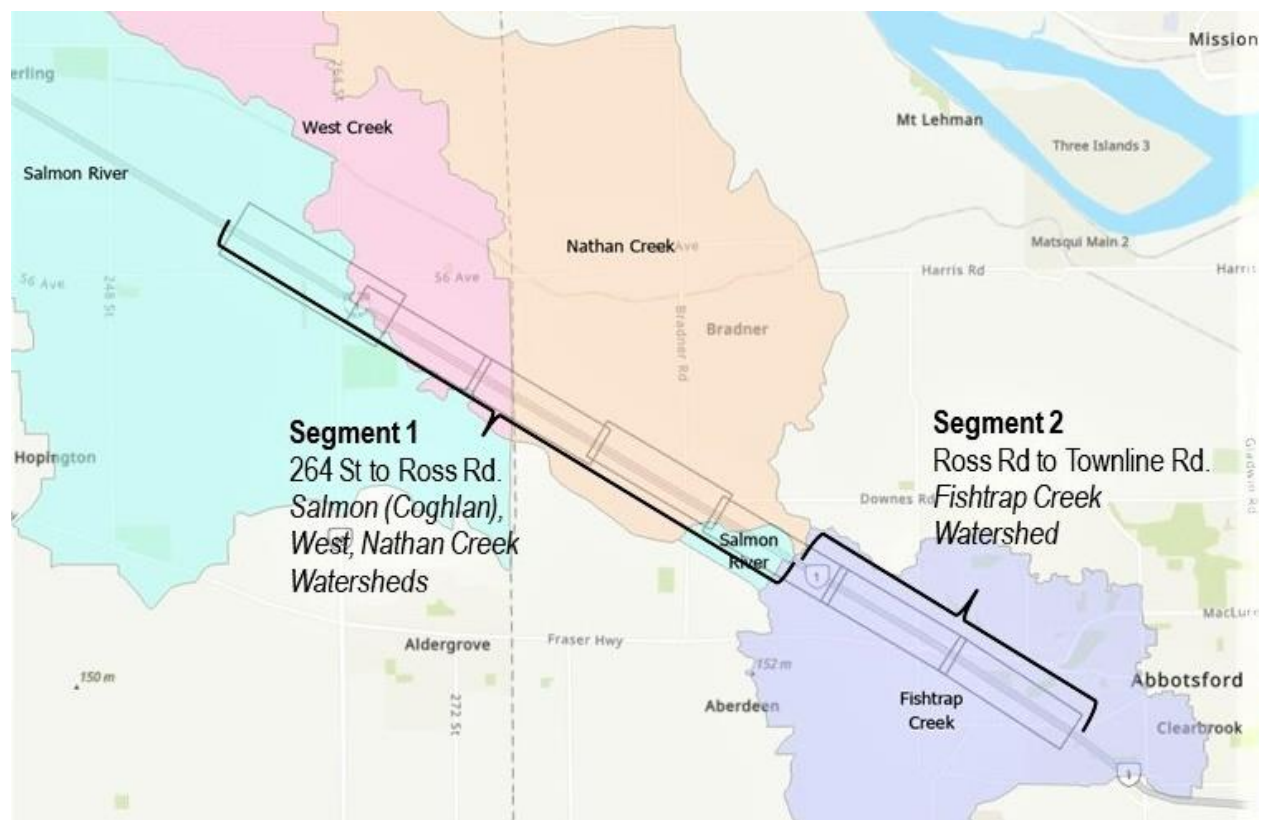 Mission
erling
264 St
Mt Lehman
West Creek
Three Islands 3
Salmon River
Nathan Creek
Ave
Matsqui Main 2
Harris Rd
Harris
56 Ave
56 Ave
248 St
Bradner Rd
Bradner
Segment 1
264 St to Ross Rd.
Salmon (Coghlan),
West, Nathan Creek
Watersheds
Segment 2
Ross Rd to Townline Rd.
Fishtrap Creek
Watershed
Hopington
Gladwin Rd
Downes Rd
Salmon
River
1
MacLure
Aldergrove
Fraser Hwy
152 m
150 m
Abbotsford
272 St
Aberdeen
Fishtrap
Creek
Clearbrook
1